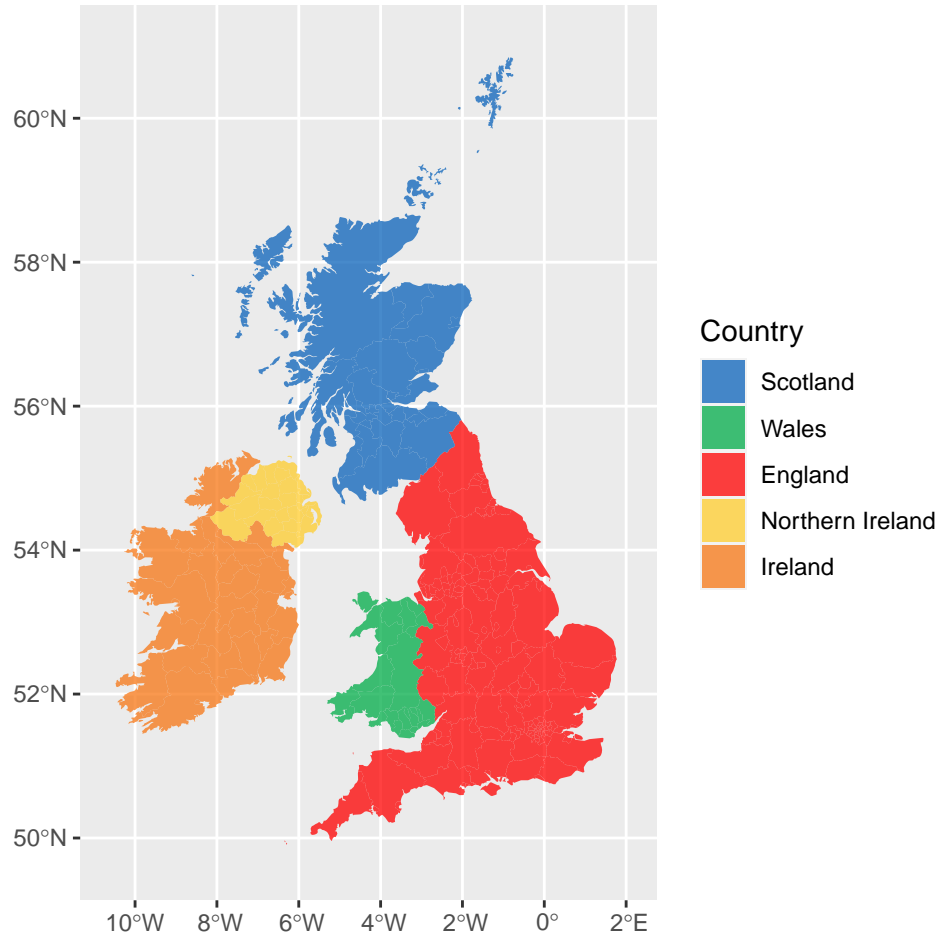 60°N
58°N
56°N
54°N
52°N
50°N
10°W 8°W 6°W 4°W 2°W 0° 2°E
Country
Scotland
Wales
England
Northern Ireland
Ireland